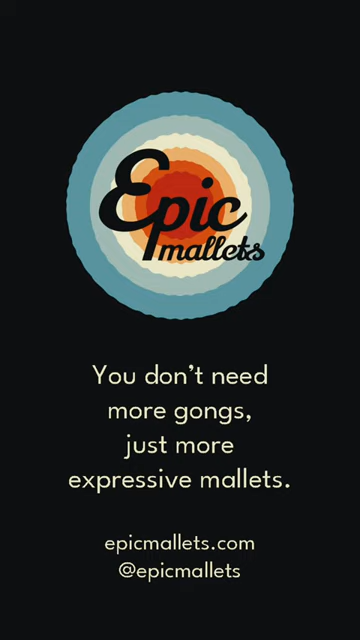 Epic
mallets
You don't need
more gongs,
just more
expressive mallets.
epicmallets.com
@epicmallets